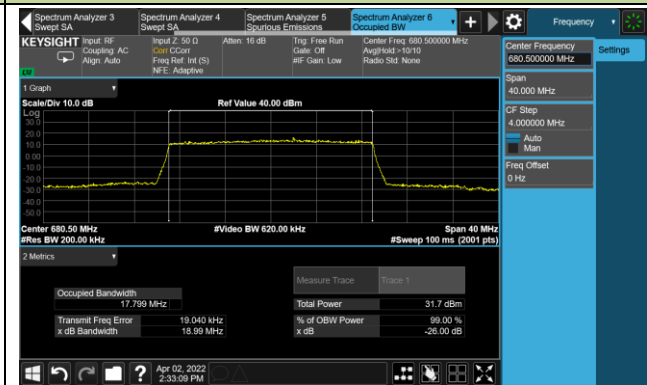 Spectrum Analyzer 3
Swept SA
Spectrum Analyzer 4
Swept SA
Spectrum Analyzer 5
Spurious Emissions
Spectrum Analyzer 6
Occupied BW
Frequency
KEYSIGHT
Input: RF
Coupling: AC
Align: Auto
Input Z: 50 Ω
Corr CCorr
Freq Ref: Int (S)
NFE: Adaptive
Atten: 16 dB
Trig: Free Run
Gate: Off
#IF Gain: Low
Center Freq: 680.500000 MHz
Avg|Hold:>10/10
Radio Std: None
Center Frequency
680.500000 MHz
Settings
Span
40.000 MHz
CF Step
4.000000 MHz
Auto
Man
Freq Offset
0 Hz
1 Graph
Scale/Div 10.0 dB
Ref Value 40.00 dBm
Log
30.0
20.0
10.0
0.00
-10.0
-20.0
-30.0
-40.0
-50.0
Center 680.50 MHz
#Video BW 620.00 kHz
Span 40 MHz
#Res BW 200.00 kHz
#Sweep 100 ms (2001 pts)
2 Metrics
Measure Trace
Trace 1
Occupied Bandwidth
17.799 MHz
Total Power
31.7 dBm
Transmit Freq Error
19.040 kHz
% of OBW Power
99.00 %
x dB Bandwidth
18.99 MHz
x dB
-26.00 dB
Apr 02, 2022
2:33:09 PM